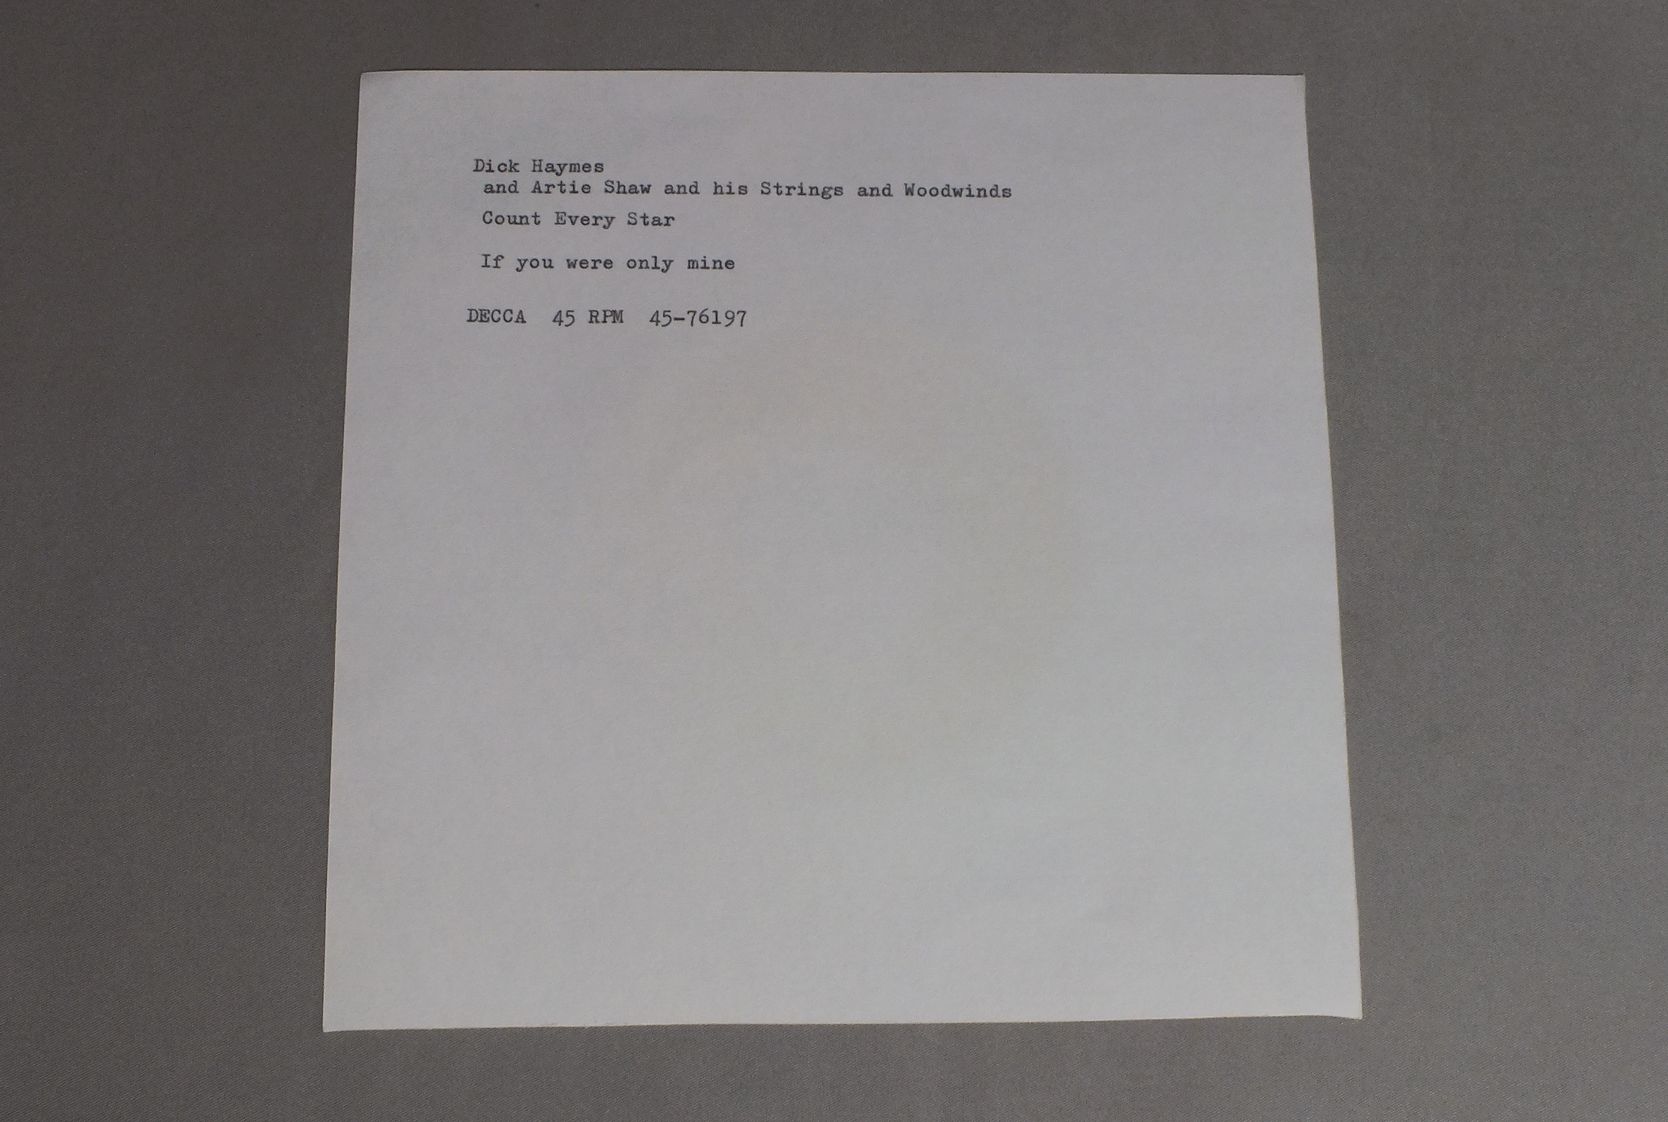 Dick Haymes
and Artie Shaw and his Strings and Woodwinds
Count Every Star
If you were only mine
DECCA 45 RPM 45-76197